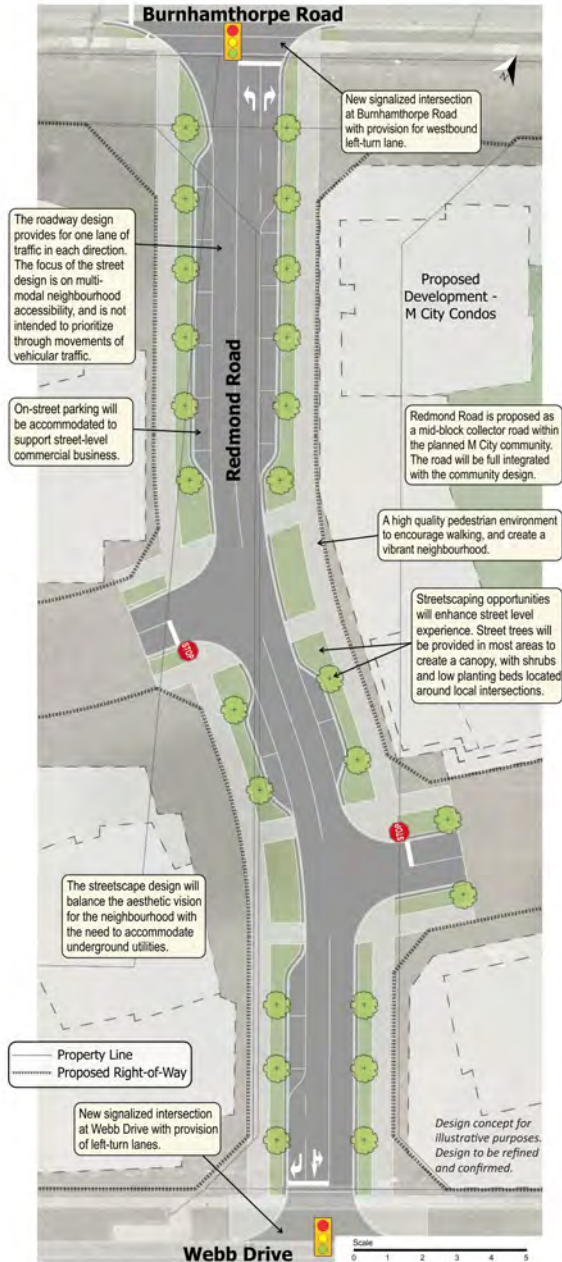 Burnhamthorpe Road
N
New signalized intersection
at Burnhamthorpe Road
with provision for westbound
left-turn lane.
The roadway design
provides for one lane of
traffic in each direction.
The focus of the street
design is on multi-
modal neighbourhood
accessibility, and is not
intended to prioritize
through movements of
vehicular traffic.
Proposed
Development -
M City Condos
Redmond Road
On-street parking will
be accommodated to
support street-level
commercial business.
Redmond Road is proposed as
a mid-block collector road within
the planned M City community.
The road will be full integrated
with the community design.
A high quality pedestrian environment
to encourage walking, and create a
vibrant neighbourhood.
Streetscaping opportunities
will enhance street level
experience. Street trees will
be provided in most areas to
create a canopy, with shrubs
and low planting beds located
around local intersections.
STOP
STOP
The streetscape design will
balance the aesthetic vision
for the neighbourhood with
the need to accommodate
underground utilities.
Property Line
Proposed Right-of-Way
New signalized intersection
at Webb Drive with provision
of left-turn lanes.
Design concept for
illustrative purposes.
Design to be refined
and confirmed.
Webb Drive
Scale
0 1 2 3 4 5